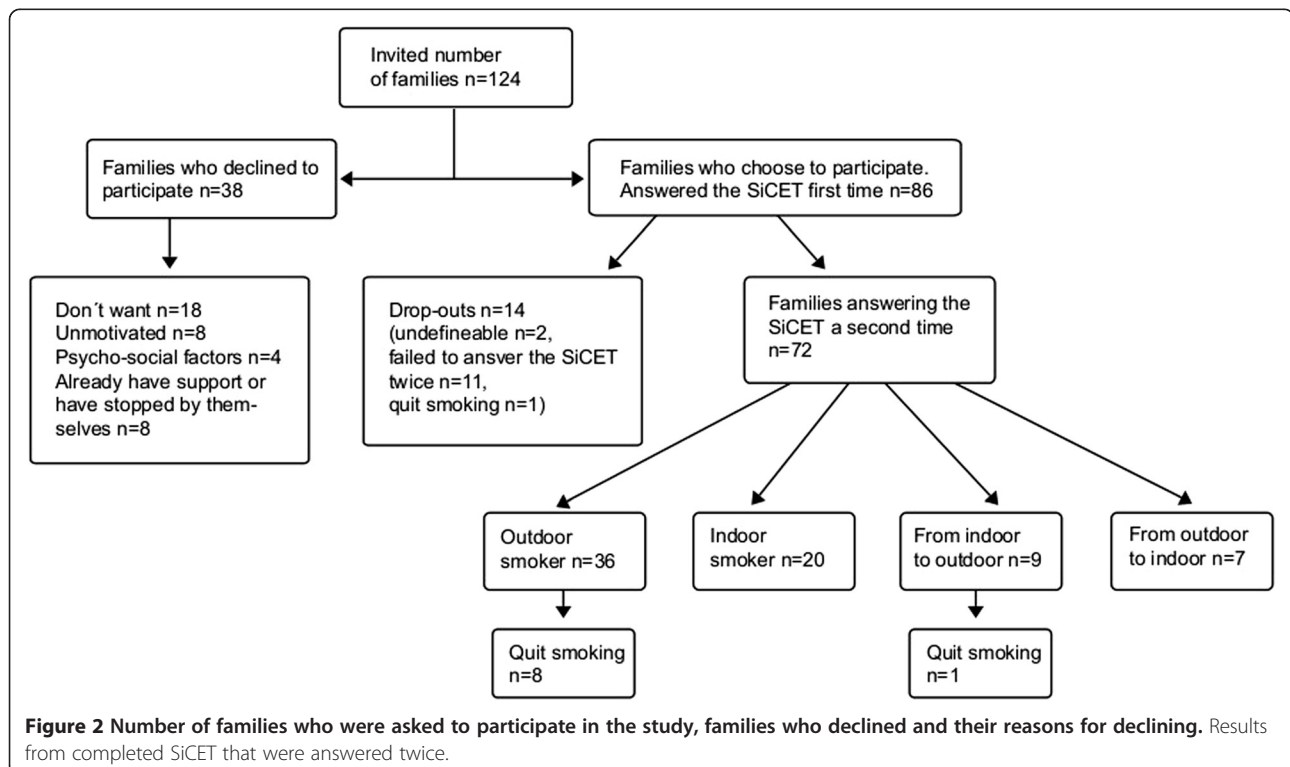 Invited number
of families n=124
Families who declined to
participate n=38
Families who choose to participate.
Answered the SiCET first time n=86
Don´t want n=18
Unmotivated n=8
Psycho-social factors n=4
Already have support or
have stopped by them-
selves n=8
Drop-outs n=14
(undefineable n=2,
failed to ansver the SiCET
twice n=11,
quit smoking n=1)
Families answering the
SiCET a second time
n=72
Outdoor
smoker n=36
Indoor
smoker n=20
From indoor
to outdoor n=9
From outdoor
to indoor n=7
Quit smoking
n=8
Quit smoking
n=1
Figure 2 Number of families who were asked to participate in the study, families who declined and their reasons for declining. Results
from completed SiCET that were answered twice.